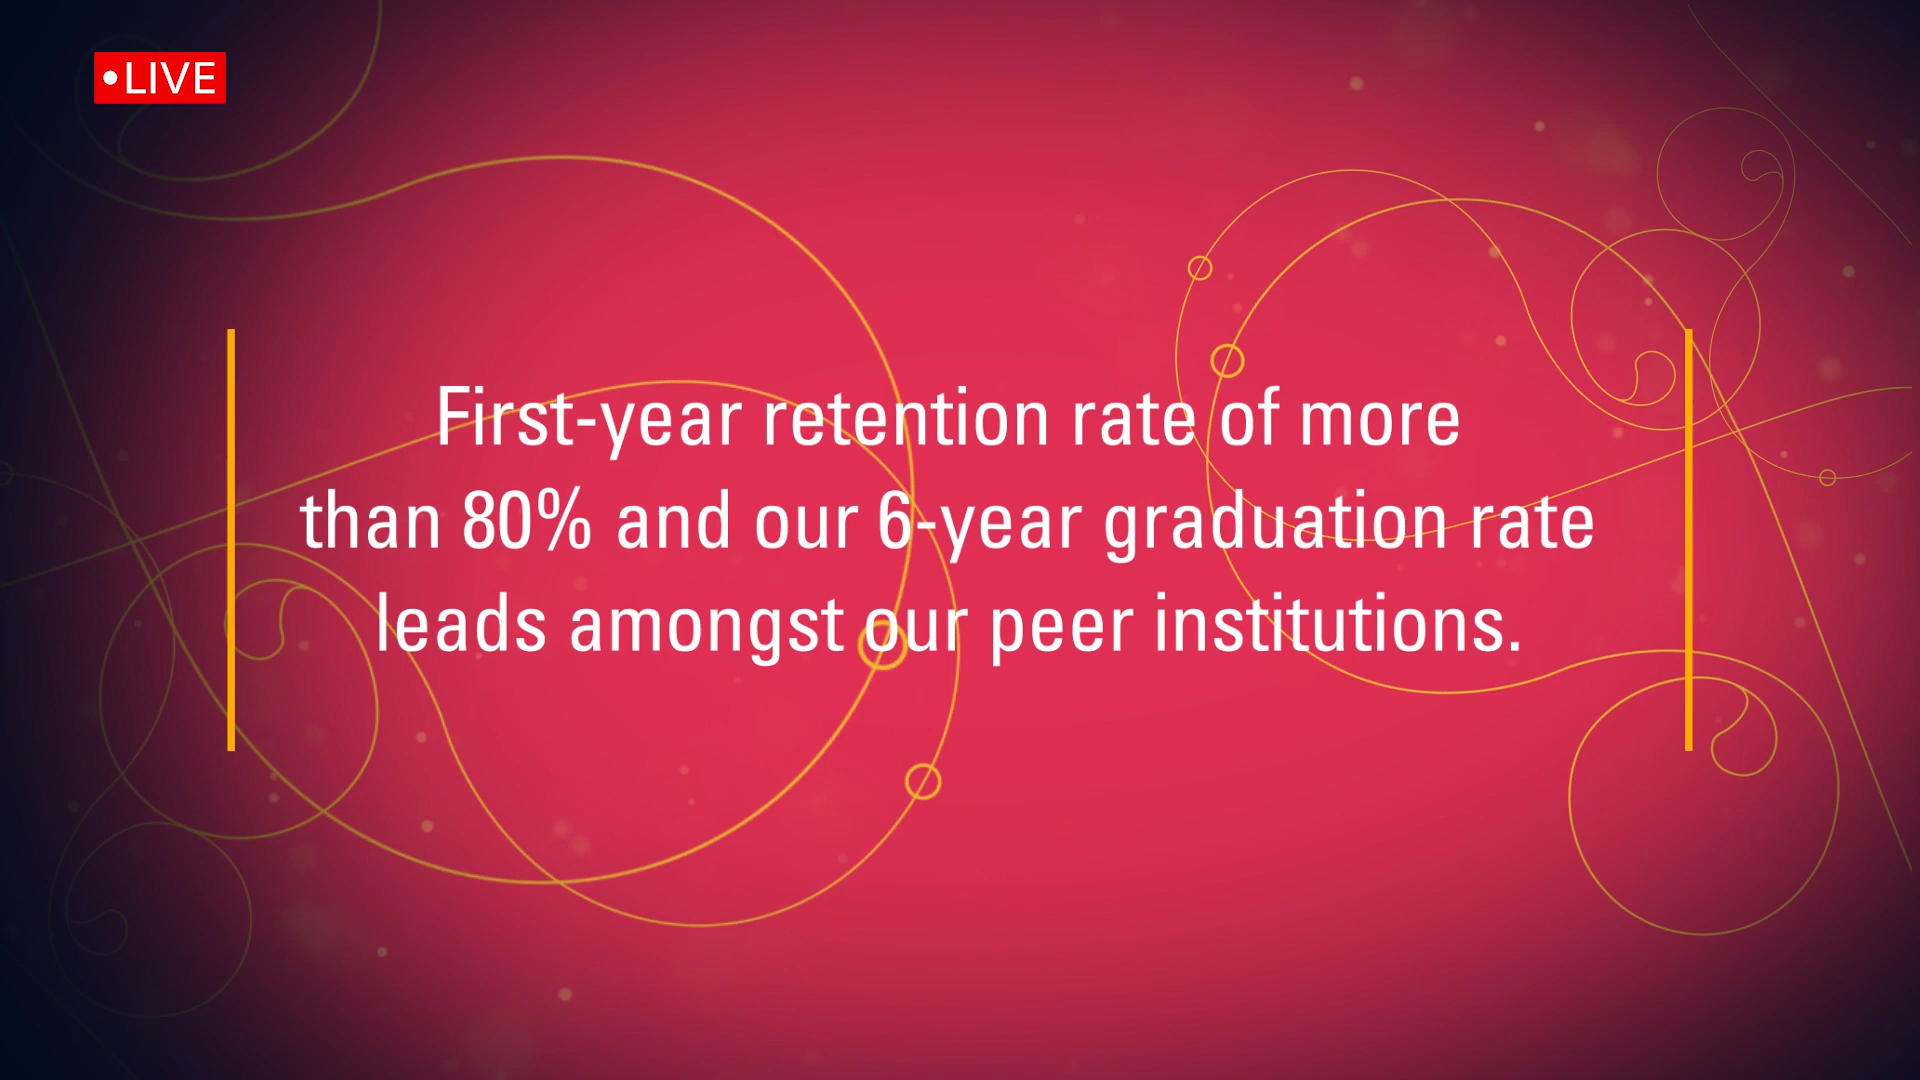 LIVE
First-year retention rate of more
than 80% and our 6-year graduation rate
leads amongst our peer institutions.